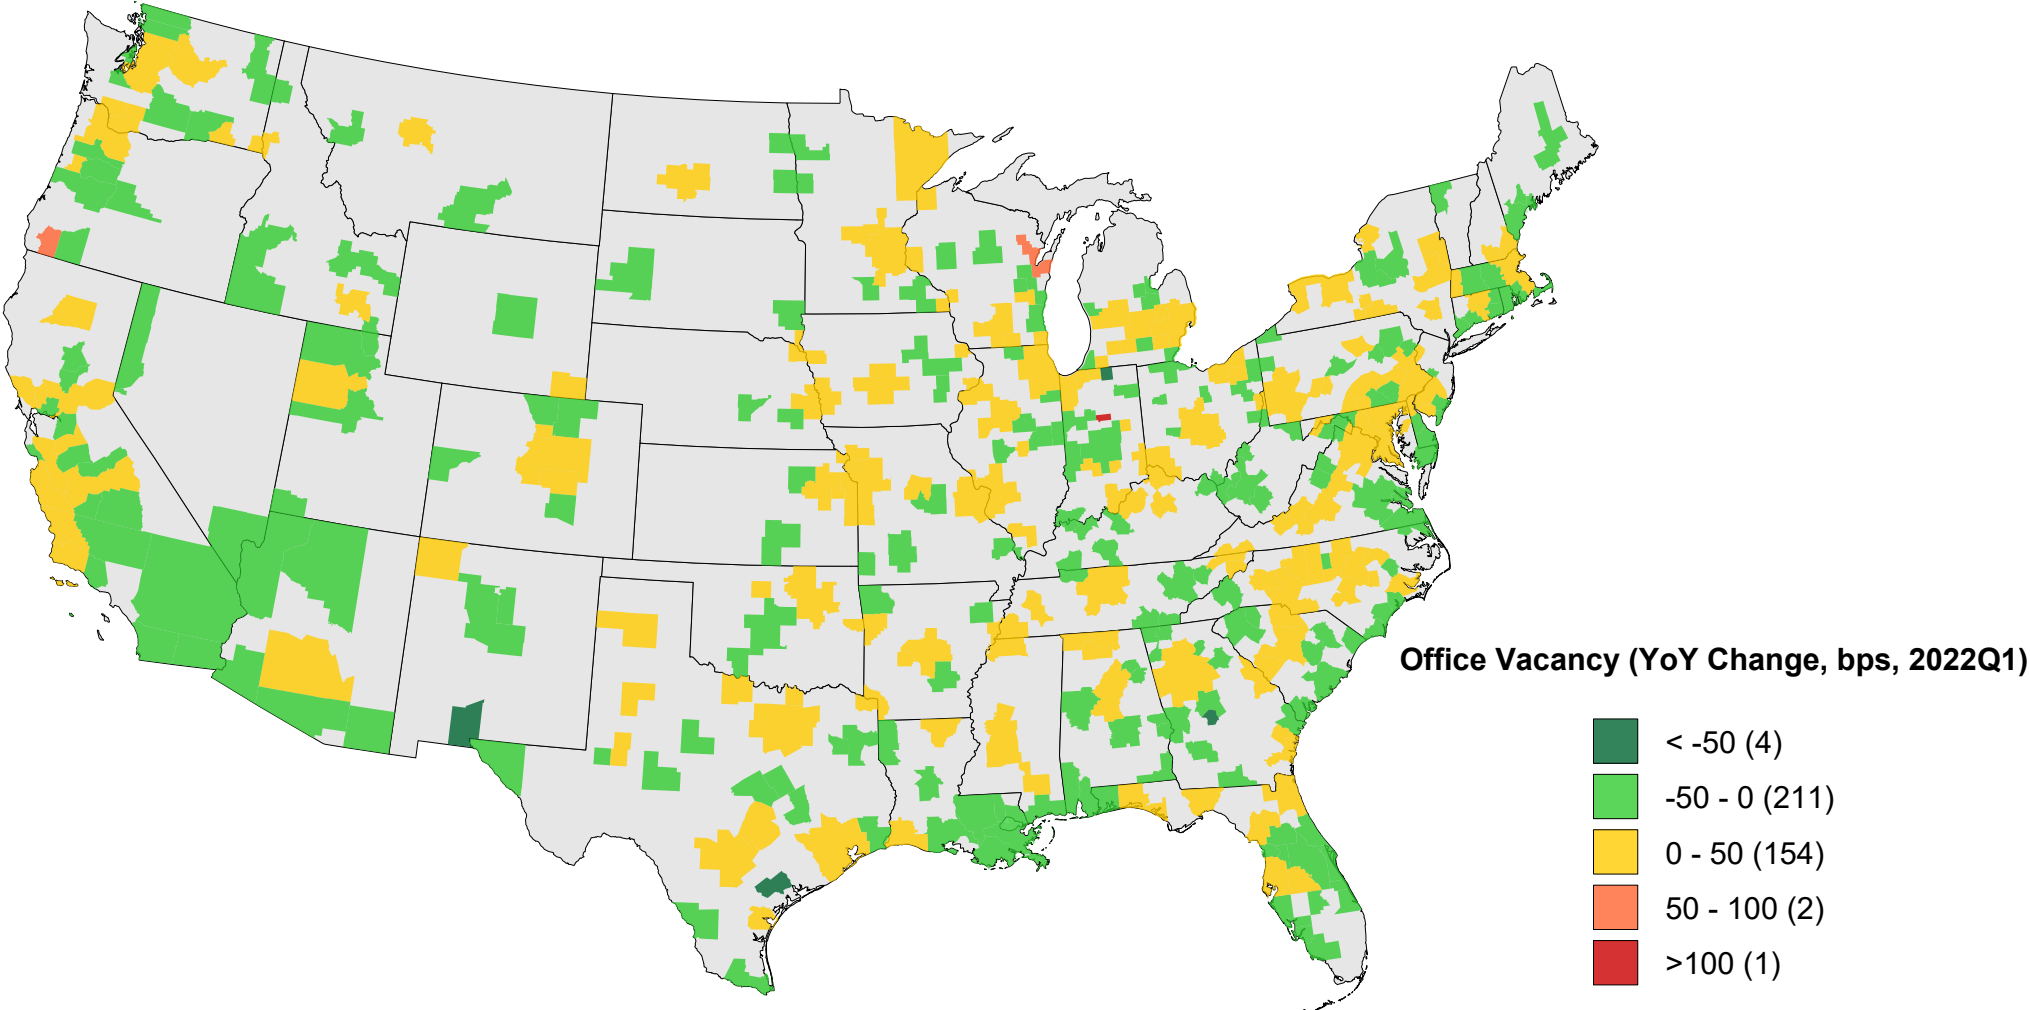 Office Vacancy (YoY Change, bps, 2022Q1)
< -50 (4)
-50 - 0 (211)
0 - 50 (154)
50 - 100 (2)
>100 (1)